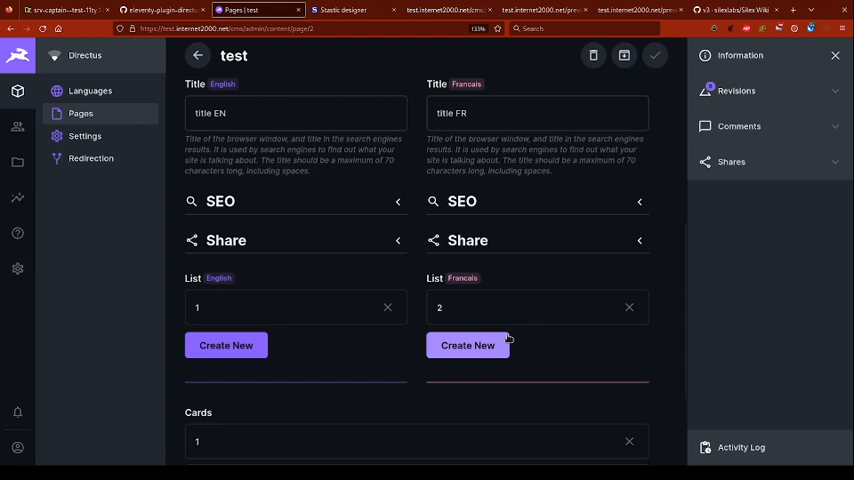 srv-captain--test-11ty.
eleventy-plugin-directu
Pages | test
Stastic designer
test.internet2000.net/cms
test.internet2000.net/prev
test.internet2000.net/prev
v3 · silexlabs/Silex Wiki
https://test.internet2000.net/cms/admin/content/page/2
133%
Search
Directus
test
Information
Languages
Pages
Settings
Redirection
Title English
Title Francais
title EN
title FR
Title of the browser window, and title in the search engines
results. It is used by search engines to find out what your
site is talking about. The title should be a maximum of 70
characters long, including spaces.
Title of the browser window, and title in the search engines
results. It is used by search engines to find out what your
site is talking about. The title should be a maximum of 70
characters long, including spaces.
SEO
SEO
Share
Share
List English
List Francais
1
2
Create New
Create New
Cards
1
Revisions
Comments
Shares
Activity Log